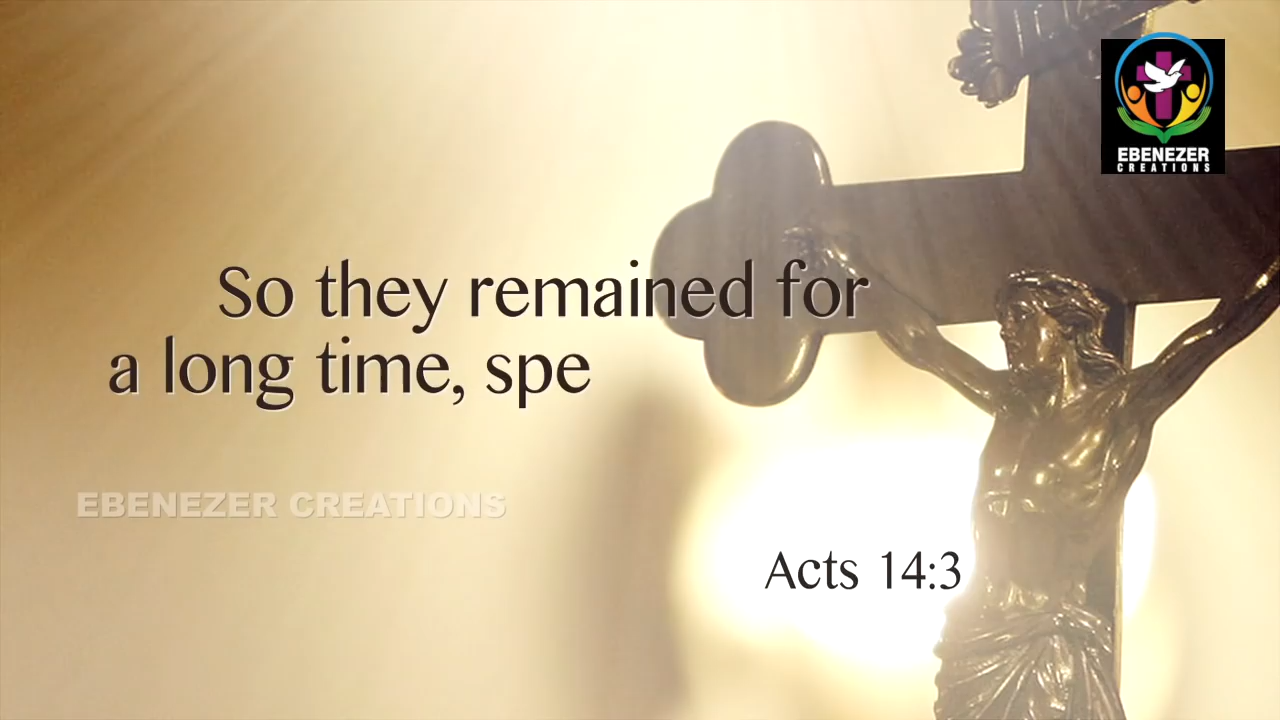 EBENEZER
CREATIONS
So they remained for
a long time, spe
EBENEZER CREATIONS
Acts 14:3